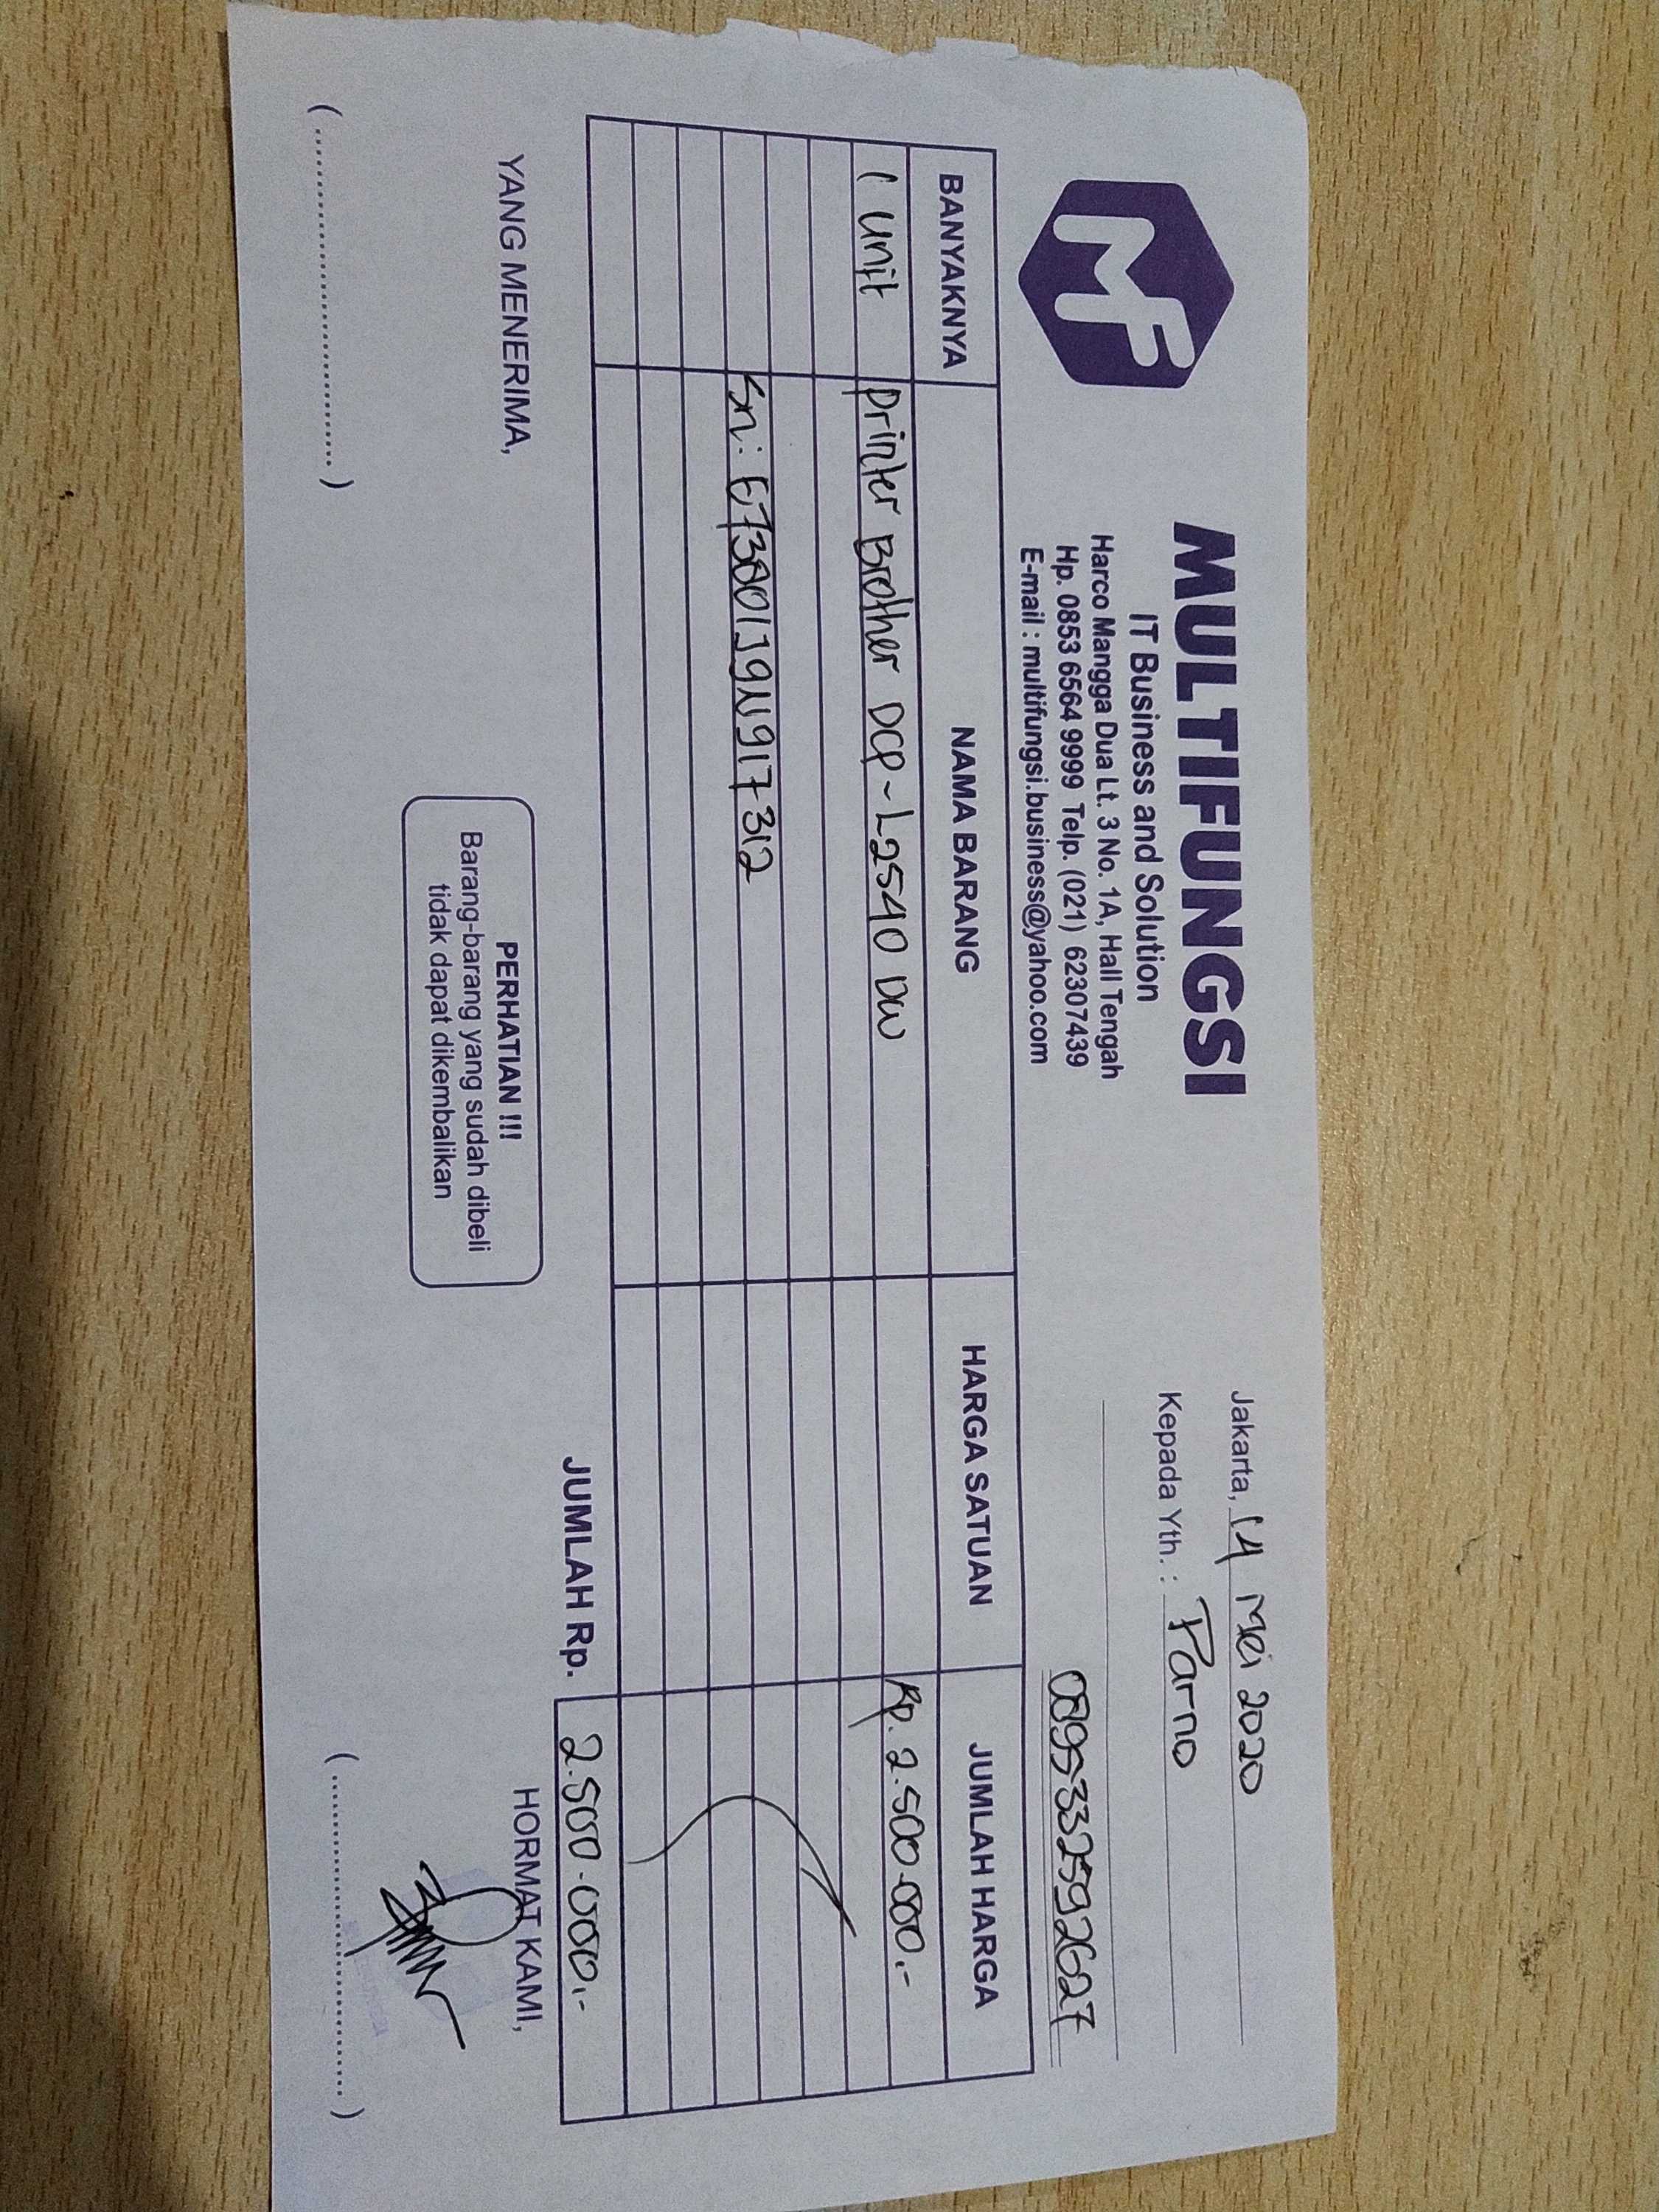 MF
MULTIFUNGSI
IT Business and Solution
Harco Mangga Dua Lt. 3 No. 1A, Hall Tengah
Hp. 0853 6564 9999 Telp. (021) 62307439
E-mail : multifungsi.business@yahoo.com
Jakarta, 14 Mei 2020
Kepada Yth. : Parno
0895332592627
BANYAKNYA NAMA BARANG HARGA SATUAN JUMLAH HARGA
1 Unit Printer Brother DCP-L2540 DW Rp. 2.500.000.-
Sn:
JUMLAH Rp. 2.500.000.-
YANG MENERIMA,
HORMAT KAMI,
PERHATIAN !!!
Barang-barang yang sudah dibeli
tidak dapat dikembalikan
(..............................) (..............................)